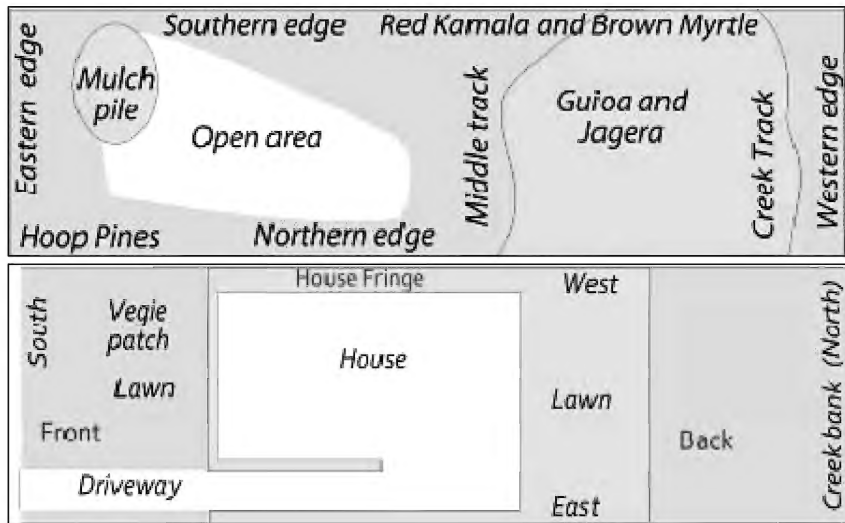 Southern edge
Red Kamala and Brown Myrtle
Eastern edge
Mulch
pile
Open area
Middle track
Guioa and
Jagera
Creek Track
Western edge
Hoop Pines
Northern edge
House Fringe
West
South
Vegie
patch
House
Lawn
Lawn
Front
Back
Creek bank (North)
Driveway
East